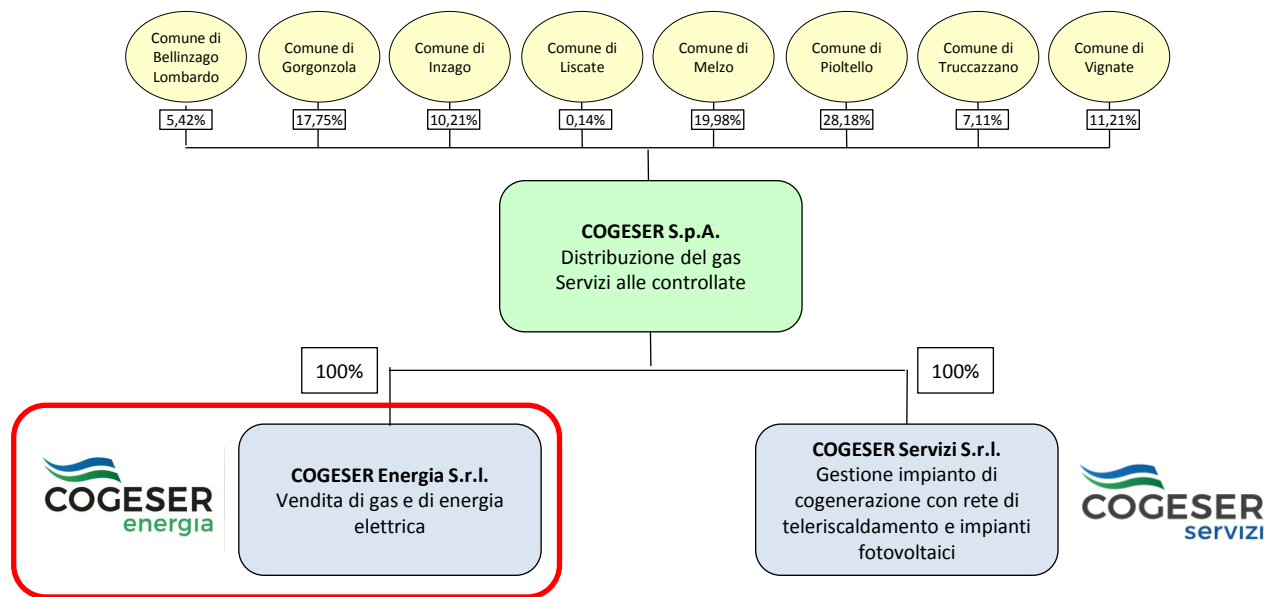 Comune di
Bellinzago
Lombardo
Comune di
Gorgonzola
Comune di
Inzago
Comune di
Liscate
Comune di
Melzo
Comune di
Pioltello
Comune di
Truccazzano
Comune di
Vignate
5,42%
17,75%
10,21%
0,14%
19,98%
28,18%
7,11%
11,21%
COGESER S.p.A.
Distribuzione del gas
Servizi alle controllate
100%
100%
COGESER
energia
COGESER Energia S.r.l.
Vendita di gas e di energia
elettrica
COGESER Servizi S.r.l.
Gestione impianto di
cogenerazione con rete di
teleriscaldamento e impianti
fotovoltaici
COGESER
servizi